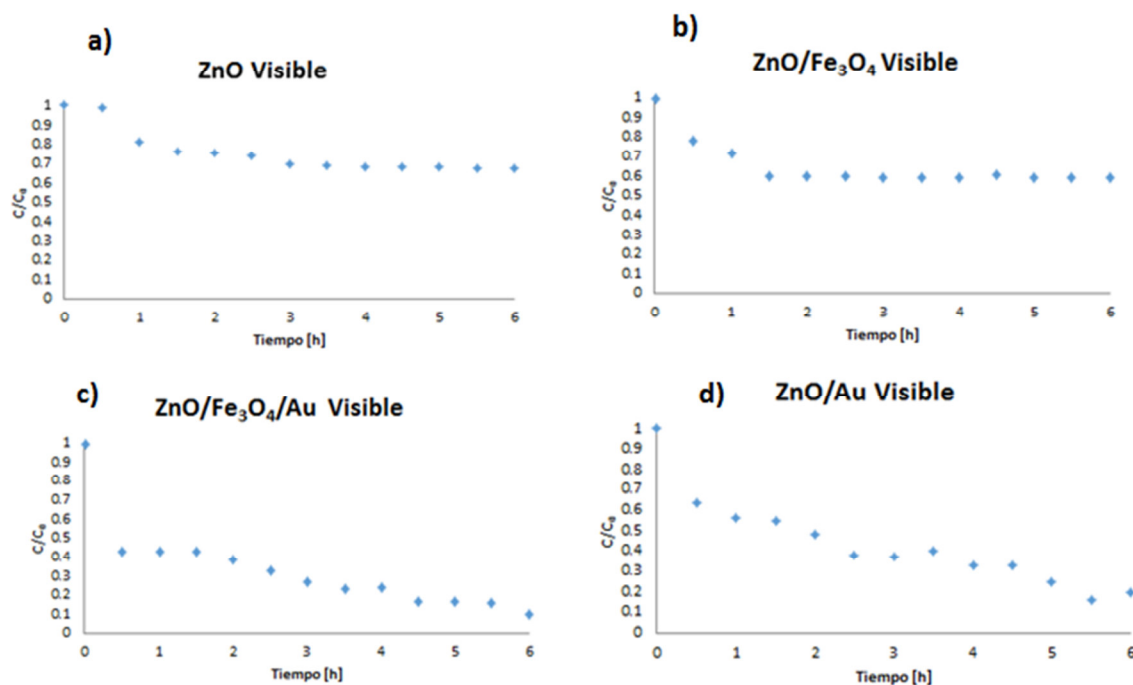 a)
ZnO Visible
1
0.9
0.8
0.7
0.6
0.5
0.4
0.3
0.2
0.1
0
C/C₀
0 1 2 3 4 5 6
Tiempo [h]
b)
ZnO/Fe₃O₄ Visible
1
0.9
0.8
0.7
0.6
0.5
0.4
0.3
0.2
0.1
0
C/C₀
0 1 2 3 4 5 6
Tiempo [h]
c)
ZnO/Fe₃O₄/Au Visible
1
0.9
0.8
0.7
0.6
0.5
0.4
0.3
0.2
0.1
0
C/C₀
0 1 2 3 4 5 6
Tiempo [h]
d)
ZnO/Au Visible
1
0.9
0.8
0.7
0.6
0.5
0.4
0.3
0.2
0.1
0
C/C₀
0 1 2 3 4 5 6
Tiempo [h]